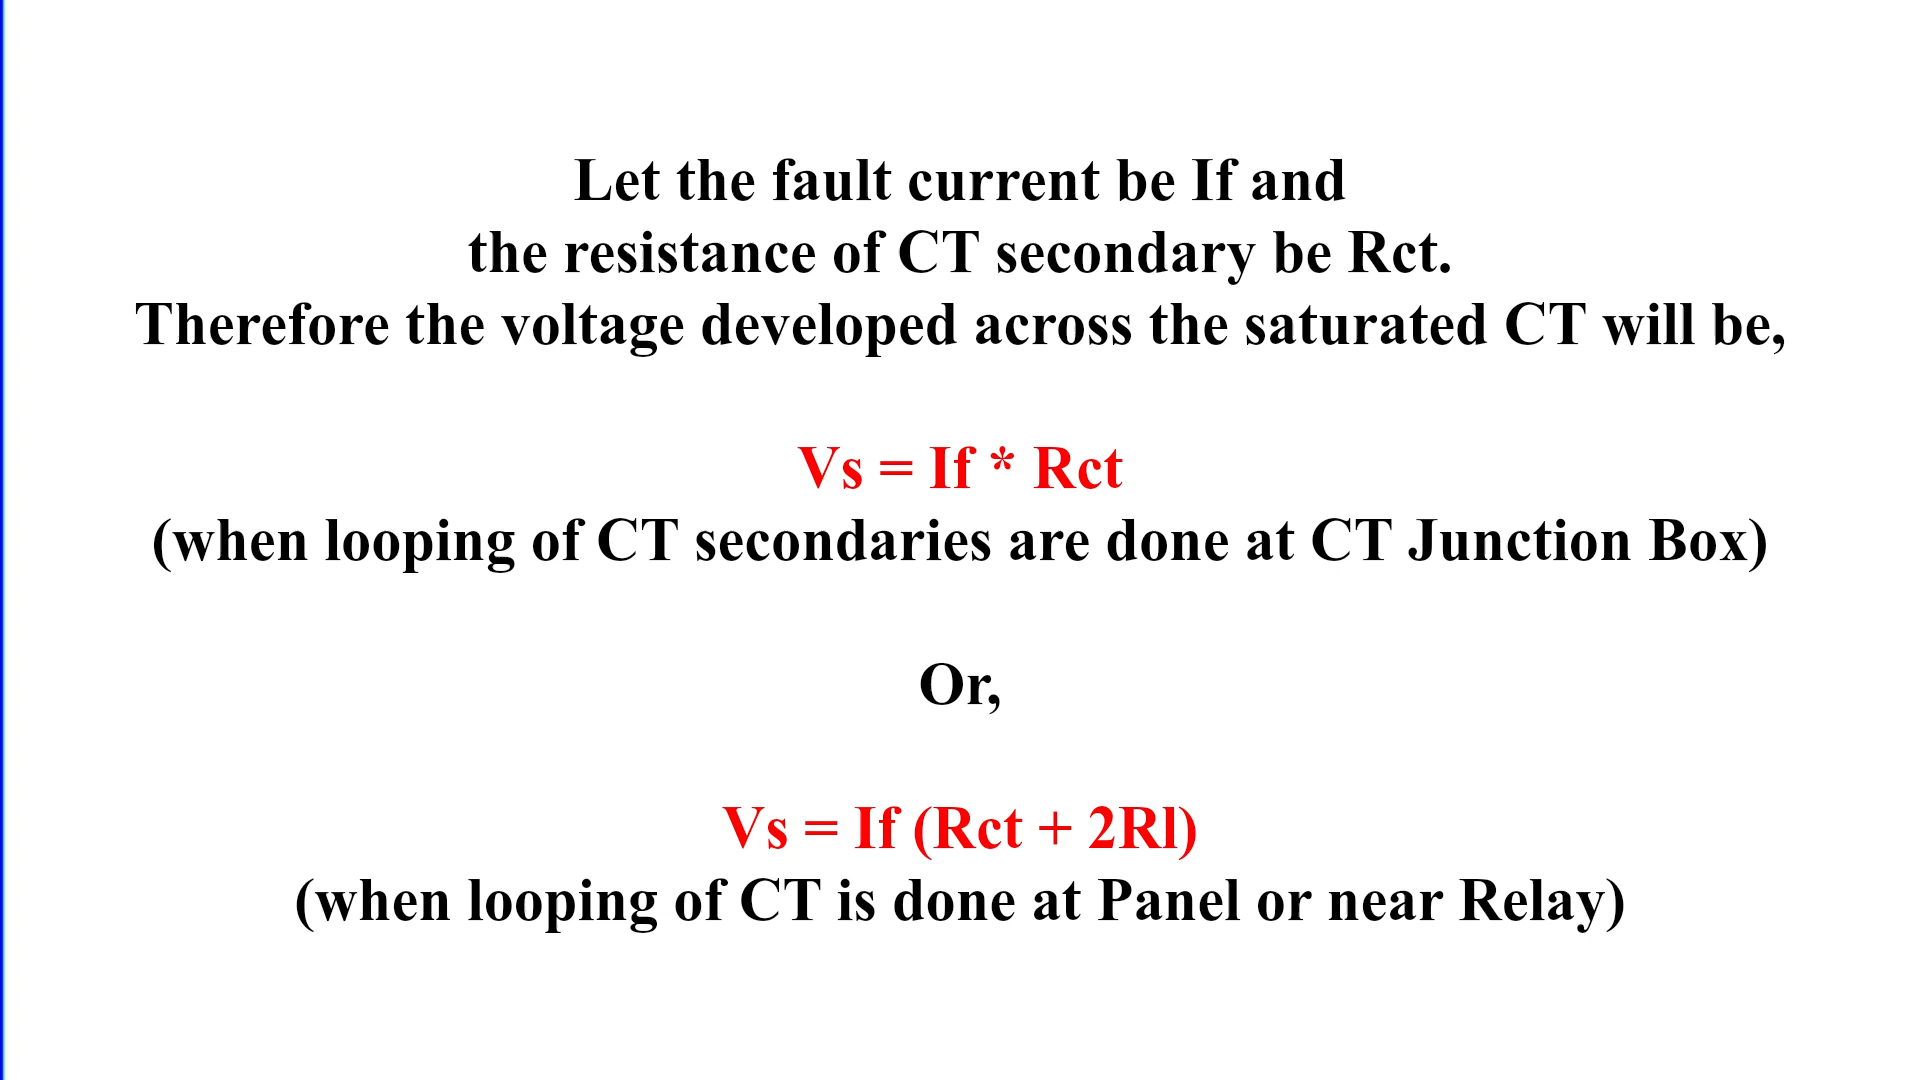 Let the fault current be If and
the resistance of CT secondary be Rct.
Therefore the voltage developed across the saturated CT will be,
Vs = If * Rct
(when looping of CT secondaries are done at CT Junction Box)
Or,
Vs = If (Rct + 2Rl)
(when looping of CT is done at Panel or near Relay)